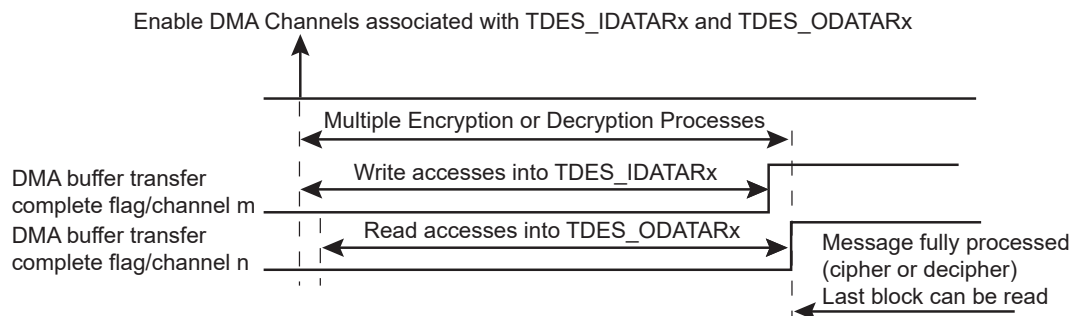 Enable DMA Channels associated with TDES_IDATARx and TDES_ODATARx
Multiple Encryption or Decryption Processes
Write accesses into TDES_IDATARx
DMA buffer transfer
complete flag/channel m
Read accesses into TDES_ODATARx
DMA buffer transfer
complete flag/channel n
Message fully processed
(cipher or decipher)
Last block can be read